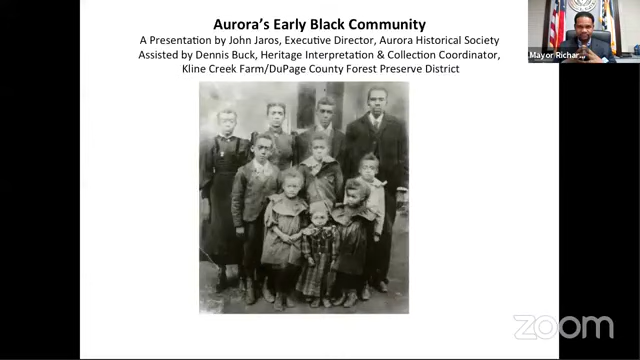 Aurora's Early Black Community
A Presentation by John Jaros, Executive Director, Aurora Historical Society
Assisted by Dennis Buck, Heritage Interpretation & Collection Coordinator,
Kline Creek Farm/DuPage County Forest Preserve District
Mayor Richar
zoom